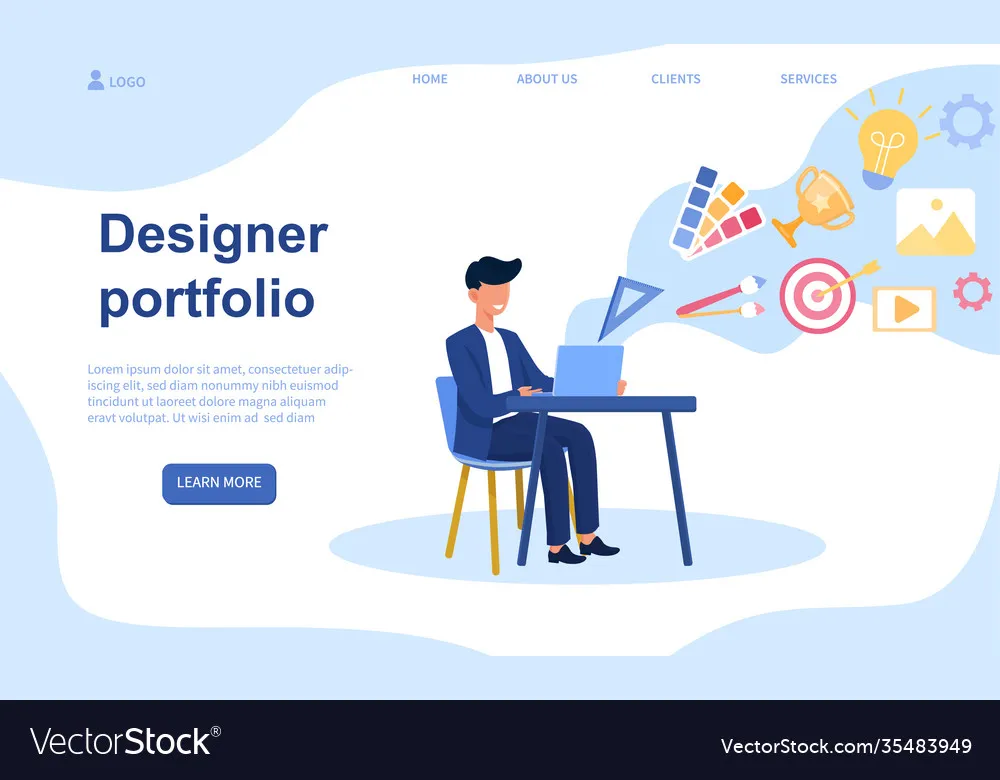 LOGO
HOME
ABOUT US
CLIENTS
SERVICES
Designer
portfolio
Lorem ipsum dolor sit amet, consectetuer adip-
iscing elit, sed diam nonummy nibh euismod
tincidunt ut laoreet dolore magna aliquam
eravt volutpat. Ut wisi enim ad  sed diam
LEARN MORE
VectorStock®
VectorStock.com/35483949